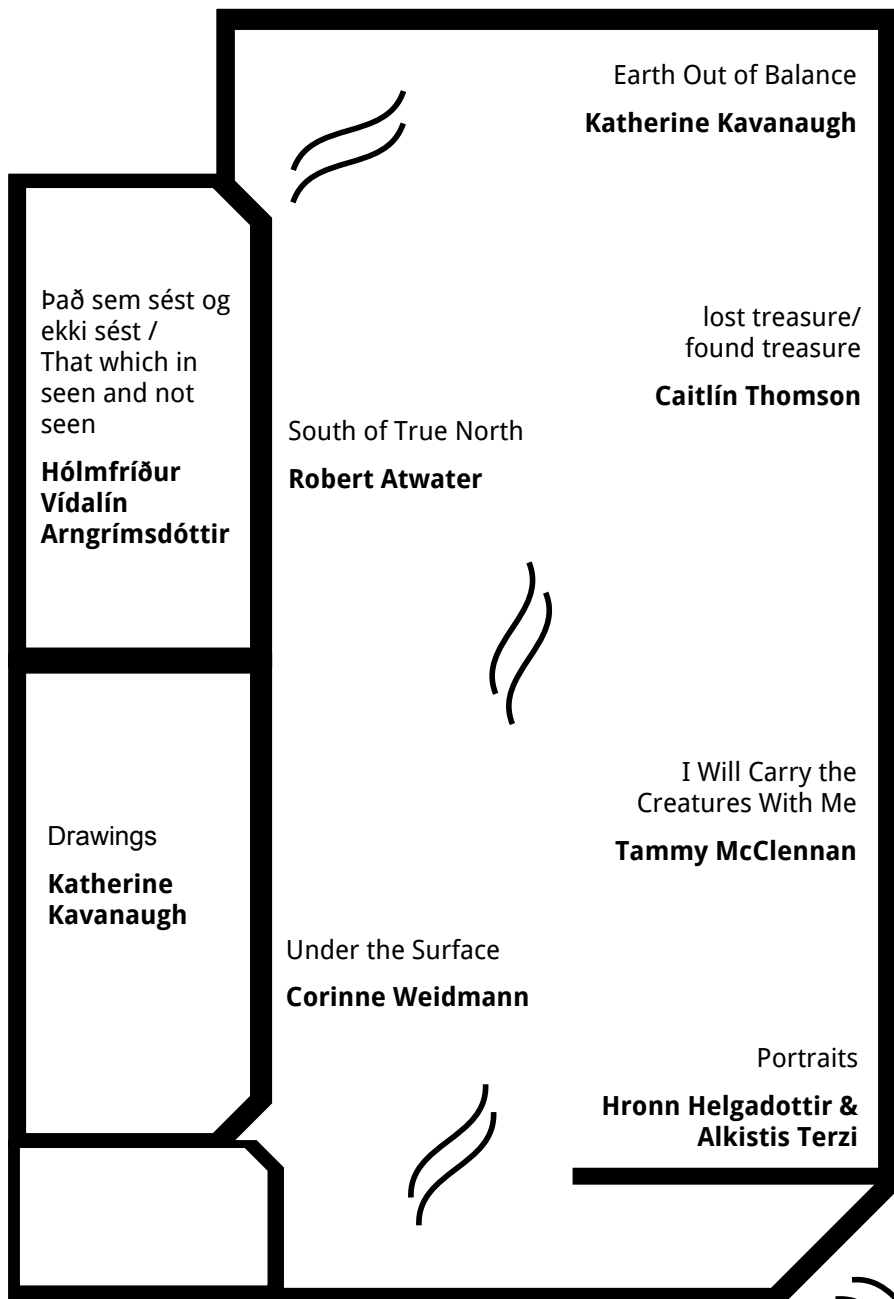 Earth Out of Balance
Katherine Kavanaugh
Það sem sést og
ekki sést /
That which in
seen and not
seen
Hólmfríður
Vídalín
Arngrímsdóttir
lost treasure/
found treasure
Caitlín Thomson
South of True North
Robert Atwater
I Will Carry the
Creatures With Me
Tammy McClennan
Drawings
Katherine
Kavanaugh
Under the Surface
Corinne Weidmann
Portraits
Hronn Helgadottir &
Alkistis Terzi